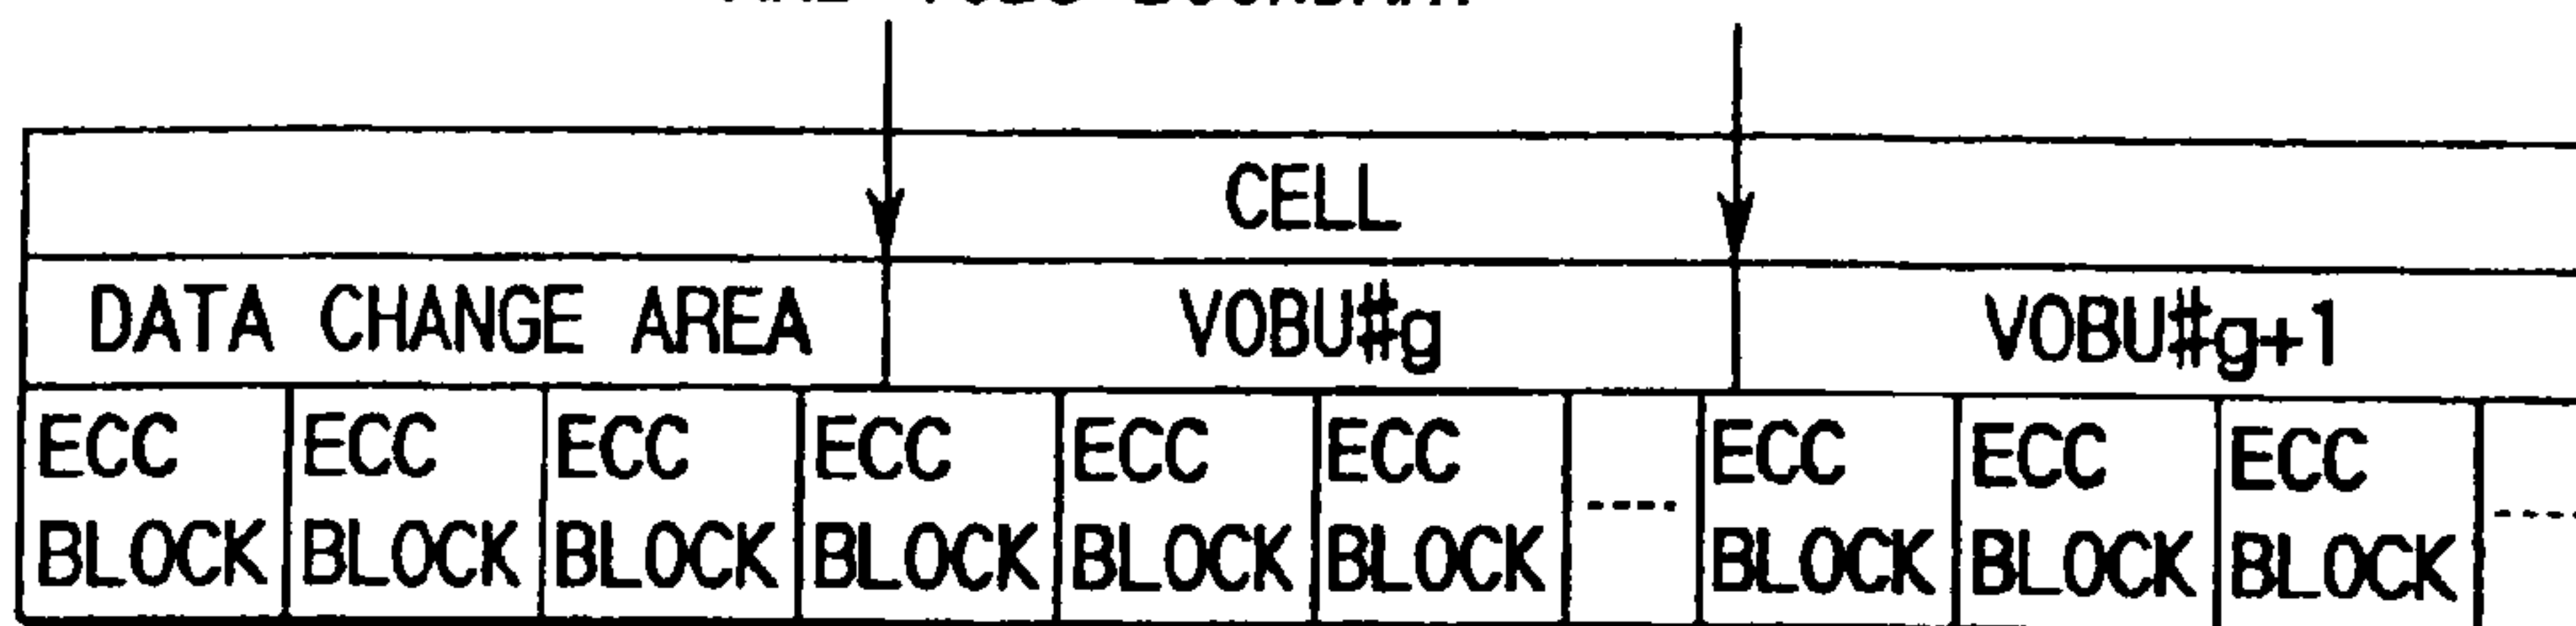 CELL
DATA CHANGE AREA VOBU#g VOBU#g+1
ECC ECC ECC ECC ECC ECC ---- ECC ECC ECC ----
BLOCK BLOCK BLOCK BLOCK BLOCK BLOCK BLOCK BLOCK BLOCK